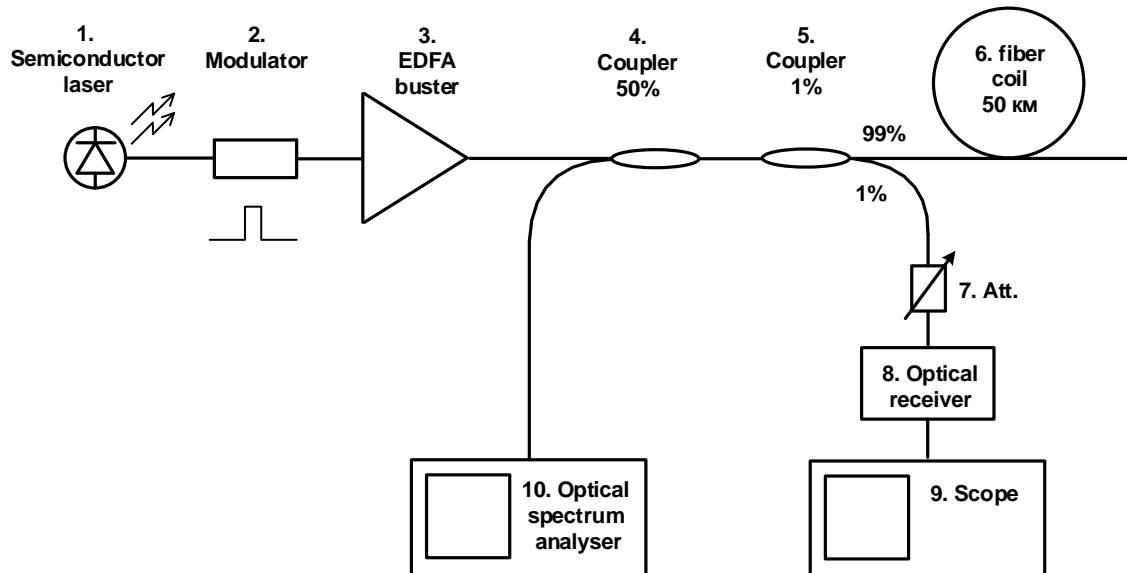 1.
Semiconductor
laser
2.
Modulator
3.
EDFA
buster
4.
Coupler
50%
5.
Coupler
1%
6. fiber
coil
50 км
99%
1%
7. Att.
8. Optical
receiver
9. Scope
10. Optical
spectrum
analyser